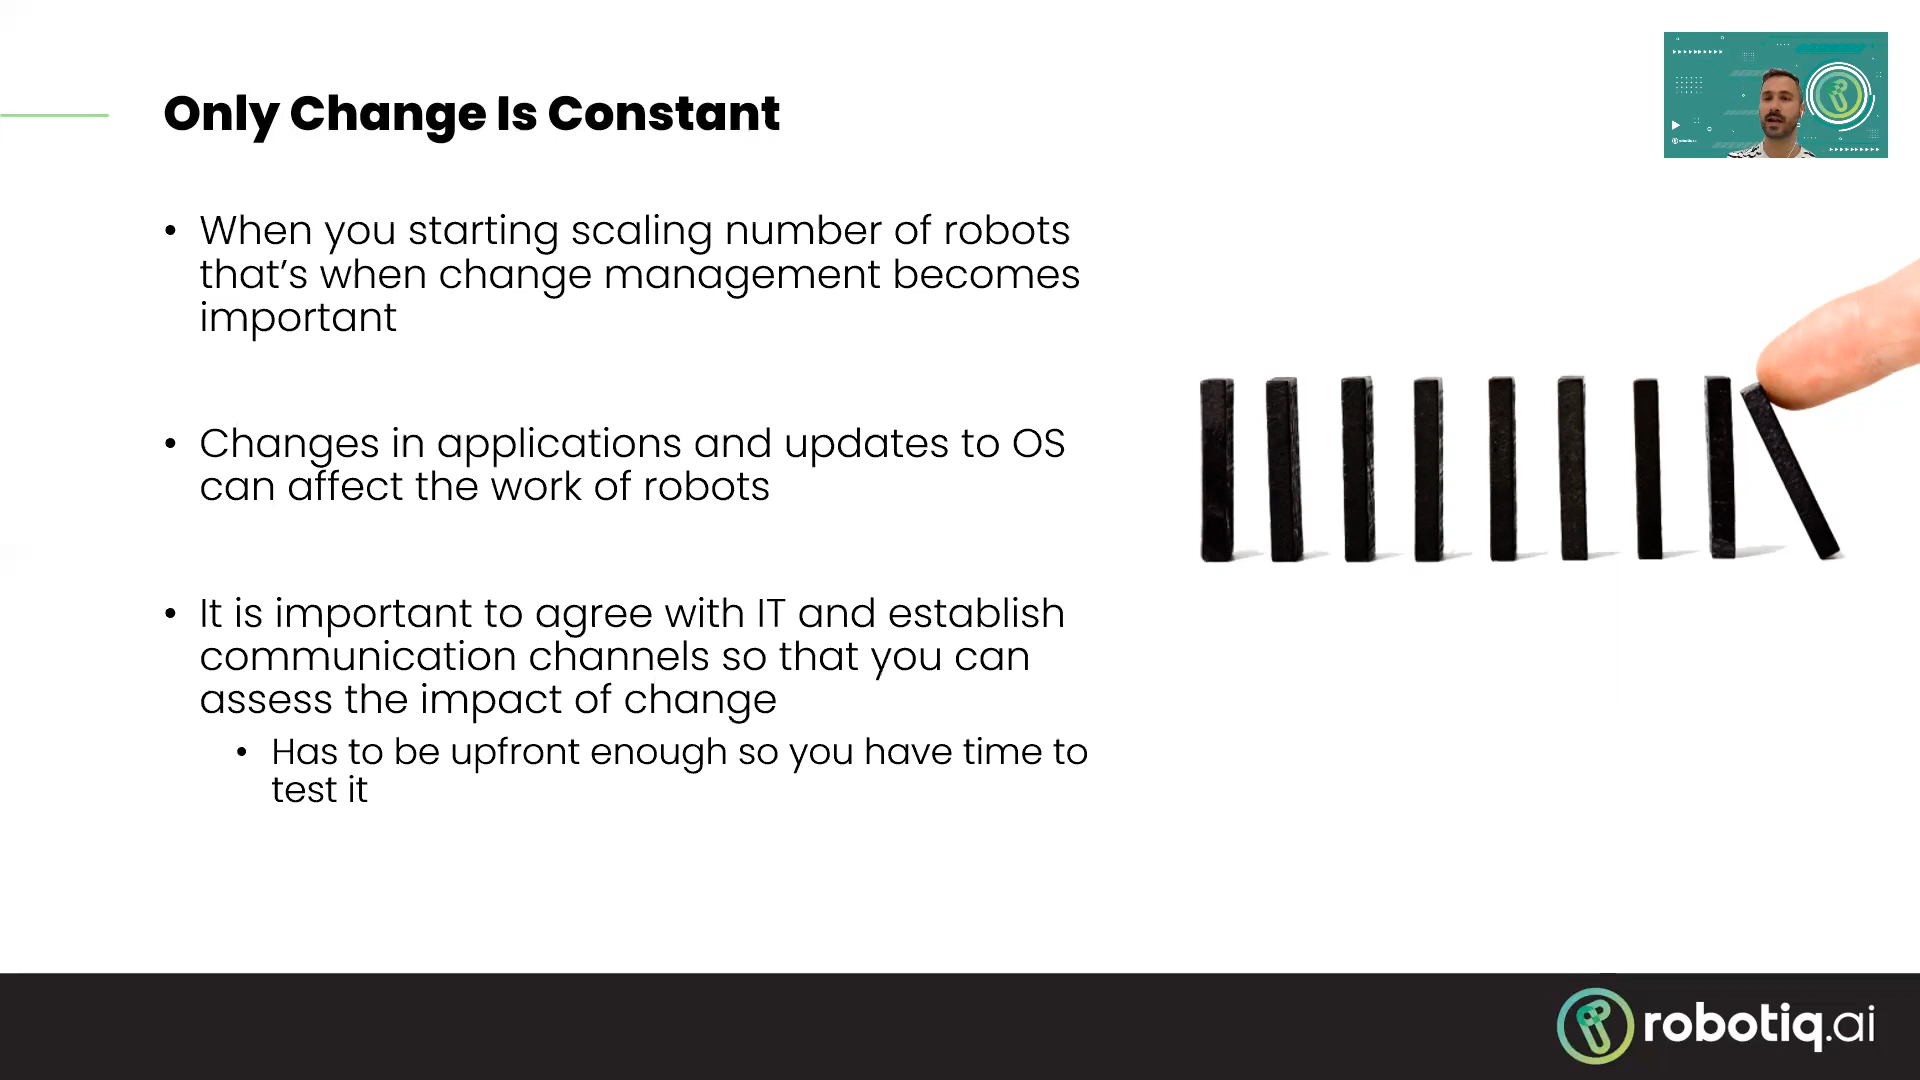 Only Change Is Constant
• When you starting scaling number of robots
that’s when change management becomes
important
• Changes in applications and updates to OS
can affect the work of robots
• It is important to agree with IT and establish
communication channels so that you can
assess the impact of change
• Has to be upfront enough so you have time to
test it
robotiq.ai